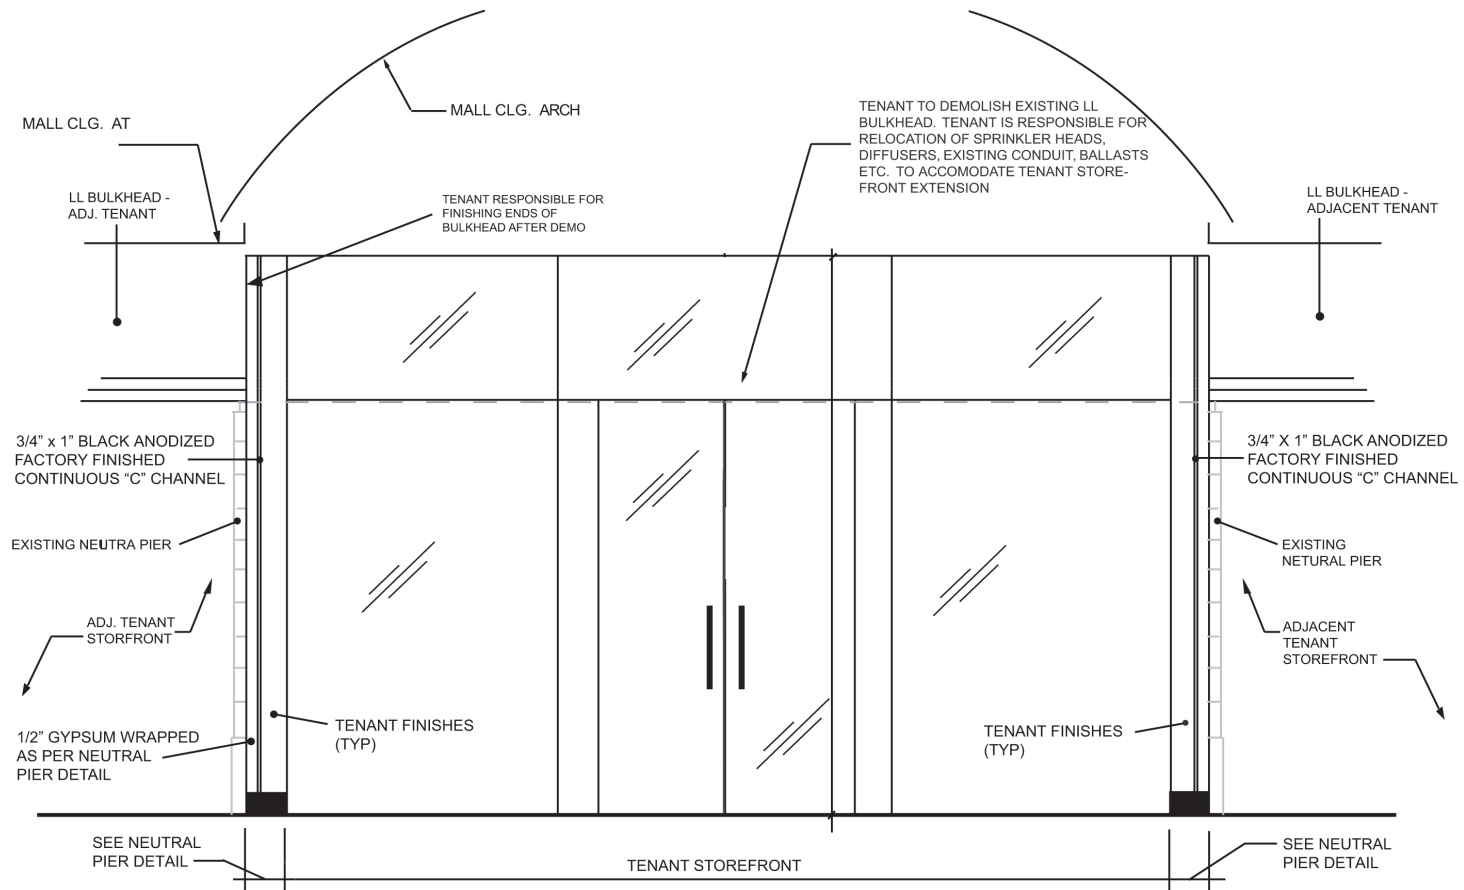 MALL CLG. ARCH
MALL CLG. AT
TENANT TO DEMOLISH EXISTING LL
BULKHEAD. TENANT IS RESPONSIBLE FOR
RELOCATION OF SPRINKLER HEADS,
DIFFUSERS, EXISTING CONDUIT, BALLASTS
ETC. TO ACCOMODATE TENANT STORE-
FRONT EXTENSION
LL BULKHEAD -
ADJ. TENANT
TENANT RESPONSIBLE FOR
FINISHING ENDS OF
BULKHEAD AFTER DEMO
LL BULKHEAD -
ADJACENT TENANT
3/4” x 1” BLACK ANODIZED
FACTORY FINISHED
CONTINUOUS “C” CHANNEL
3/4” X 1” BLACK ANODIZED
FACTORY FINISHED
CONTINUOUS “C” CHANNEL
EXISTING NEUTRA PIER
EXISTING
NETURAL PIER
ADJ. TENANT
STORFRONT
ADJACENT
TENANT
STOREFRONT
TENANT FINISHES
(TYP)
TENANT FINISHES
(TYP)
1/2” GYPSUM WRAPPED
AS PER NEUTRAL
PIER DETAIL
SEE NEUTRAL
PIER DETAIL
TENANT STOREFRONT
SEE NEUTRAL
PIER DETAIL